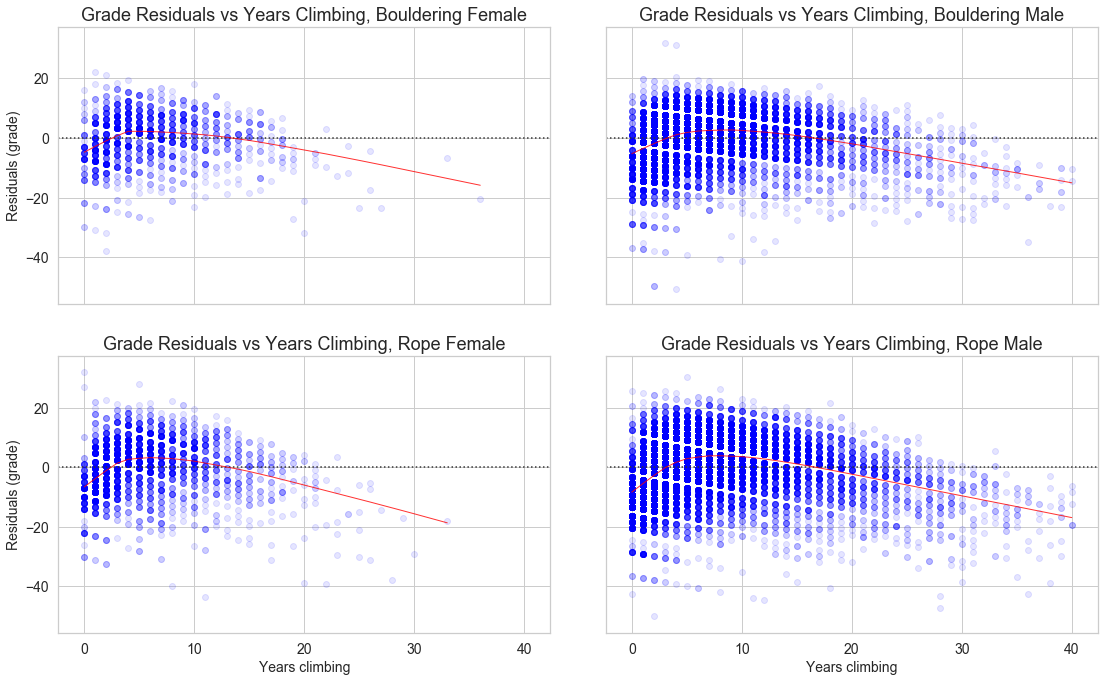 Grade Residuals vs Years Climbing, Bouldering Female
Grade Residuals vs Years Climbing, Bouldering Male
Residuals (grade)
20
0
−20
−40
Grade Residuals vs Years Climbing, Rope Female
Grade Residuals vs Years Climbing, Rope Male
Residuals (grade)
20
0
−20
−40
0 10 20 30 40
0 10 20 30 40
Years climbing
Years climbing